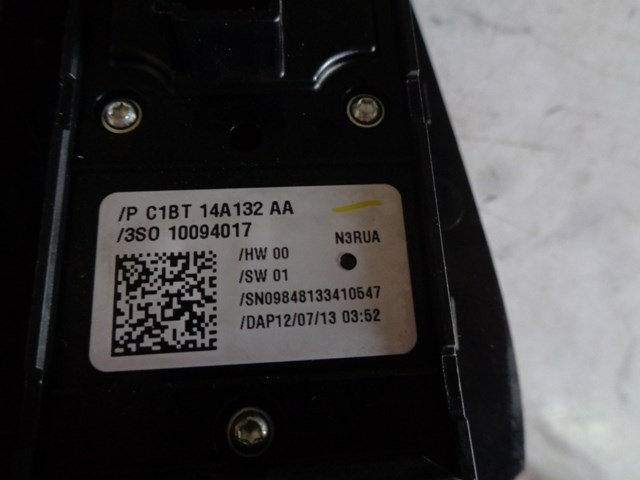 /P C1BT 14A132 AA
/3SO 10094017
N3RUA
/HW 00
/SW 01
/SN09848133410547
/DAP12/07/13 03:52